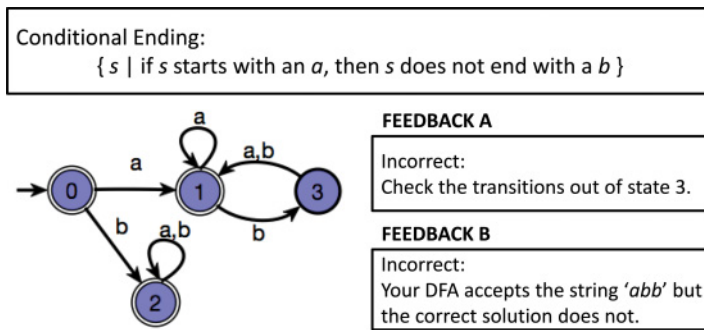 Conditional Ending:
{ s | if s starts with an a, then s does not end with a b }
a
a
a,b
0
1
3
b
b
a,b
2
FEEDBACK A
Incorrect:
Check the transitions out of state 3.
FEEDBACK B
Incorrect:
Your DFA accepts the string ‘abb’ but
the correct solution does not.